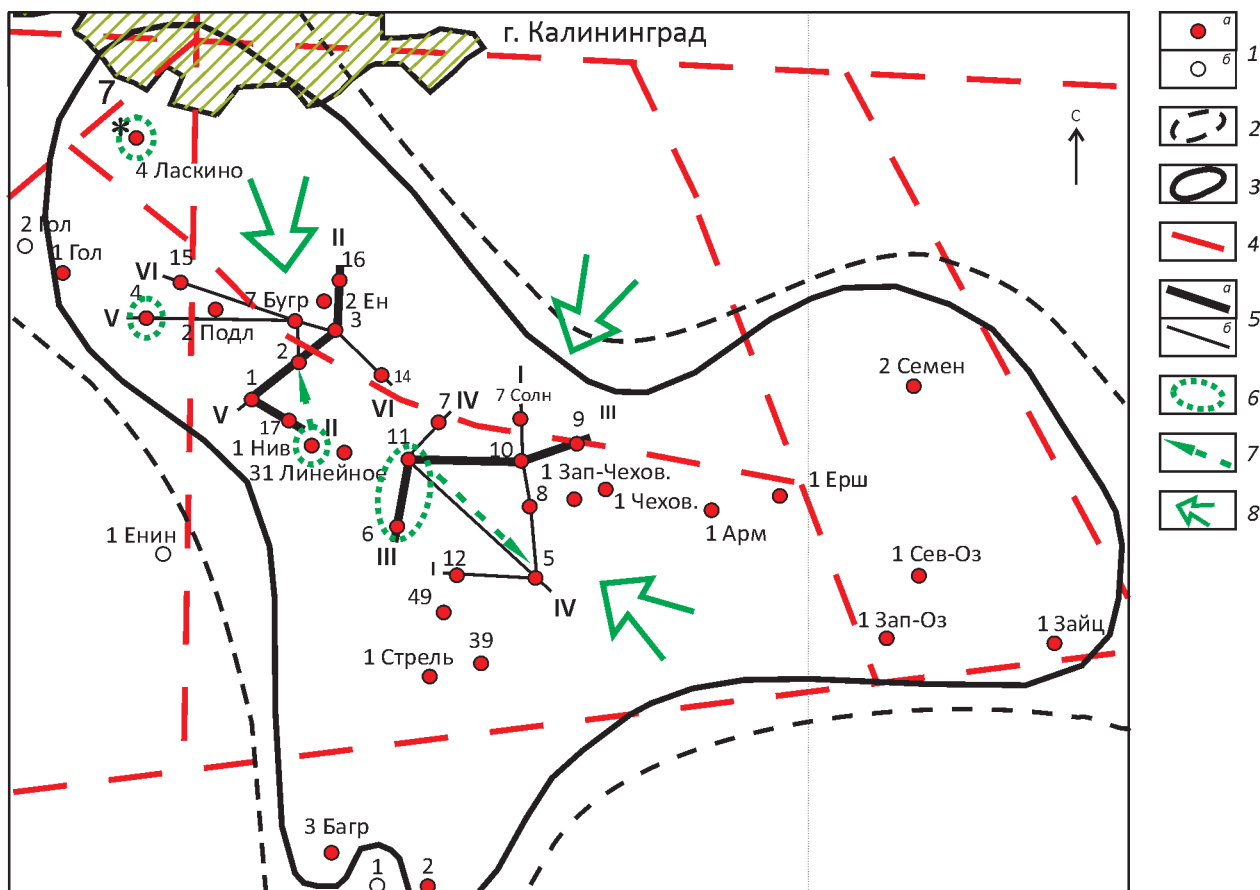 г. Калининград
7
*
4 Ласкино
С
2 Гол
1 Гол
15
VI
II
16
4
V
7 Бугр
2 Ен
2 Подл
3
2
14
VI
1
V
17
II
1 Нив
31 Линейное
7
IV
I
7 Солн
9
III
11
10
1 Зап-Чехов.
1 Чехов.
8
6
III
5
IV
I
12
49
39
1 Стрель
1 Енин
2 Семен
1 Ерш
1 Арм
1 Сев-Оз
1 Зап-Оз
1 Зайц
3 Багр
1
2
а
б
1
2
3
4
а
б
5
6
7
8